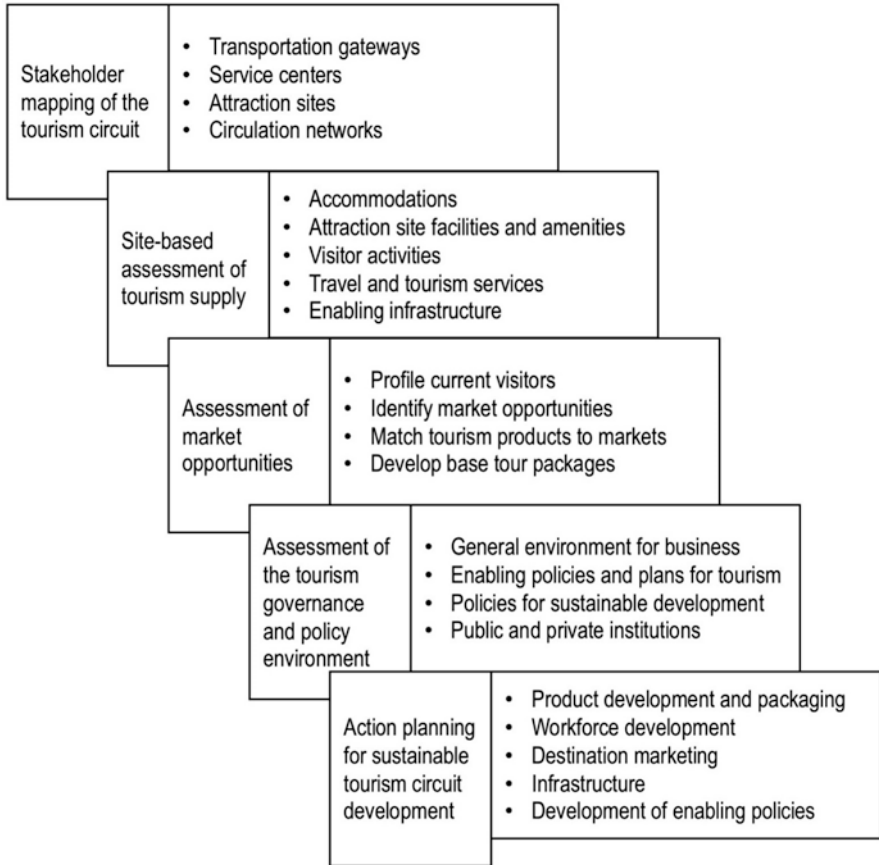 Stakeholder
mapping of the
tourism circuit
• Transportation gateways
• Service centers
• Attraction sites
• Circulation networks
Site-based
assessment of
tourism supply
• Accommodations
• Attraction site facilities and amenities
• Visitor activities
• Travel and tourism services
• Enabling infrastructure
Assessment of
market
opportunities
• Profile current visitors
• Identify market opportunities
• Match tourism products to markets
• Develop base tour packages
Assessment of
the tourism
governance
and policy
environment
• General environment for business
• Enabling policies and plans for tourism
• Policies for sustainable development
• Public and private institutions
Action planning
for sustainable
tourism circuit
development
• Product development and packaging
• Workforce development
• Destination marketing
• Infrastructure
• Development of enabling policies